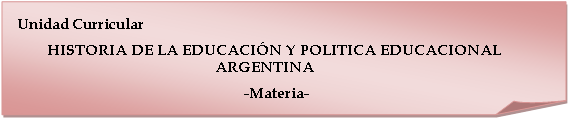 Unidad Curricular
HISTORIA DE LA EDUCACIÓN Y POLITICA EDUCACIONAL
ARGENTINA
-Materia-